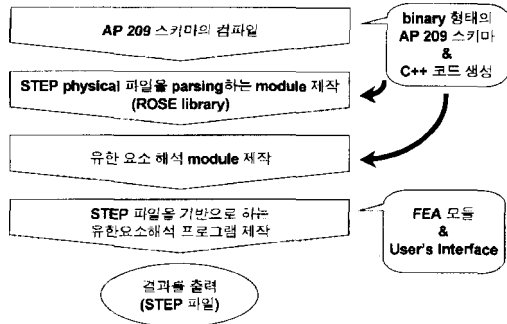 AP 209 스키마의 컴파일
binary 형태의
AP 209 스키마
&
C++ 코드 생성
STEP physical 파일을 parsing하는 module 제작
(ROSE library)
유한 요소 해석 module 제작
STEP 파일을 기반으로 하는
유한요소해석 프로그램 제작
FEA 모듈
&
User's Interface
결과를 출력
(STEP 파일)